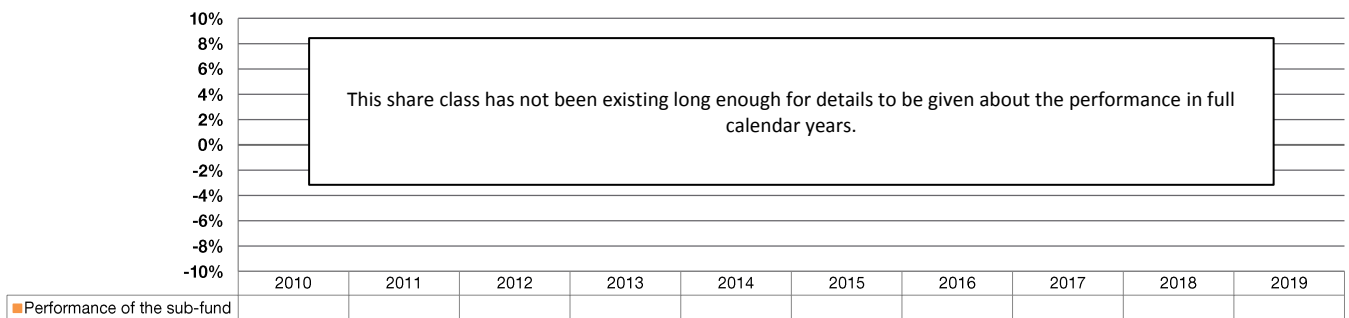 10%
8%
6%
4%
2%
0%
-2%
-4%
-6%
-8%
-10%
This share class has not been existing long enough for details to be given about the performance in full
calendar years.
2010 2011 2012 2013 2014 2015 2016 2017 2018 2019
Performance of the sub-fund